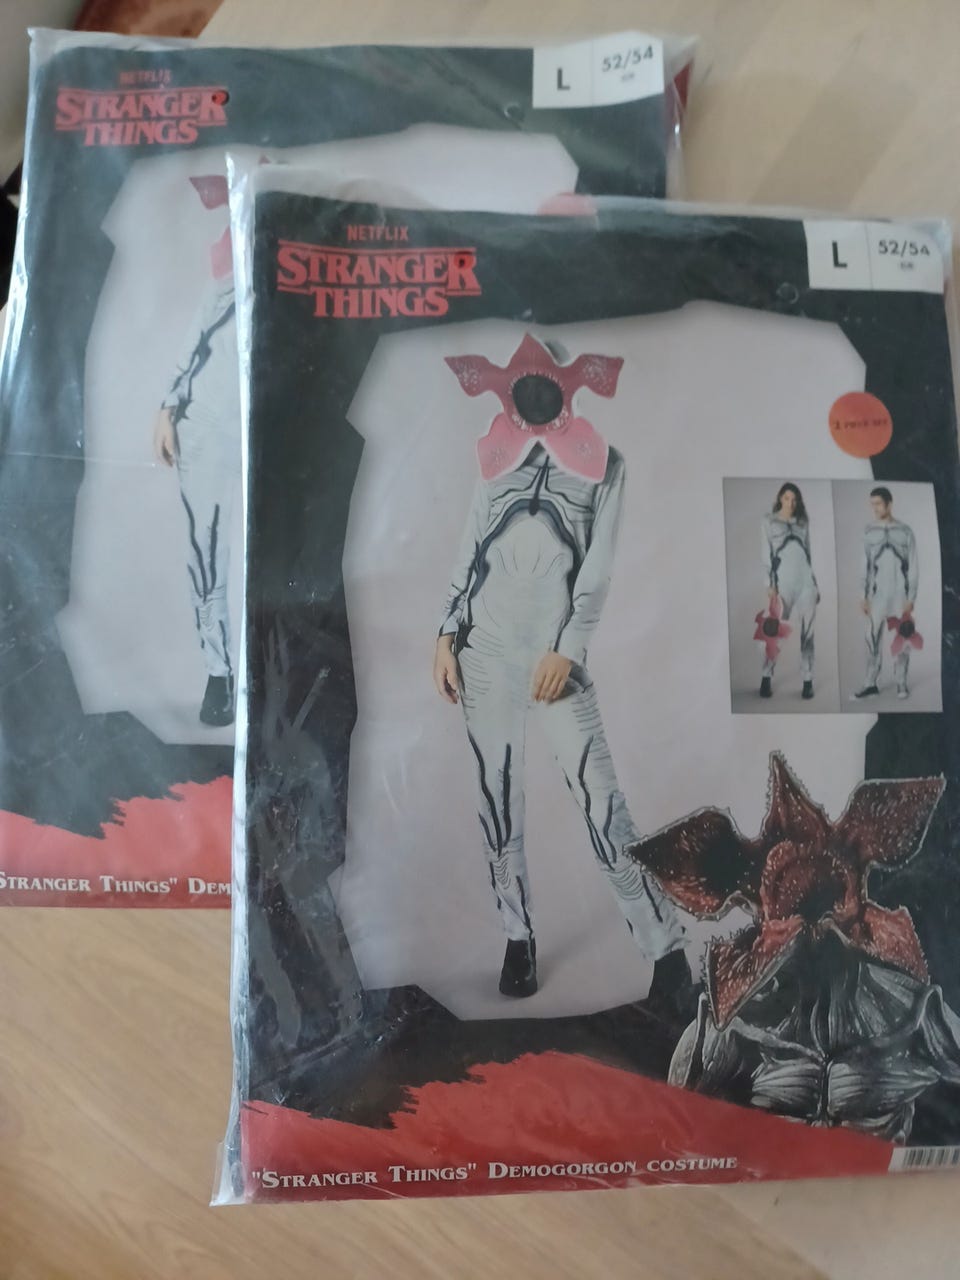 NETFLIX
STRANGER
THINGS
L
52/54
NETFLIX
STRANGER
THINGS
L
52/54
STRANGER THINGS" DEM
"STRANGER THINGS" DEMOGORGON COSTUME